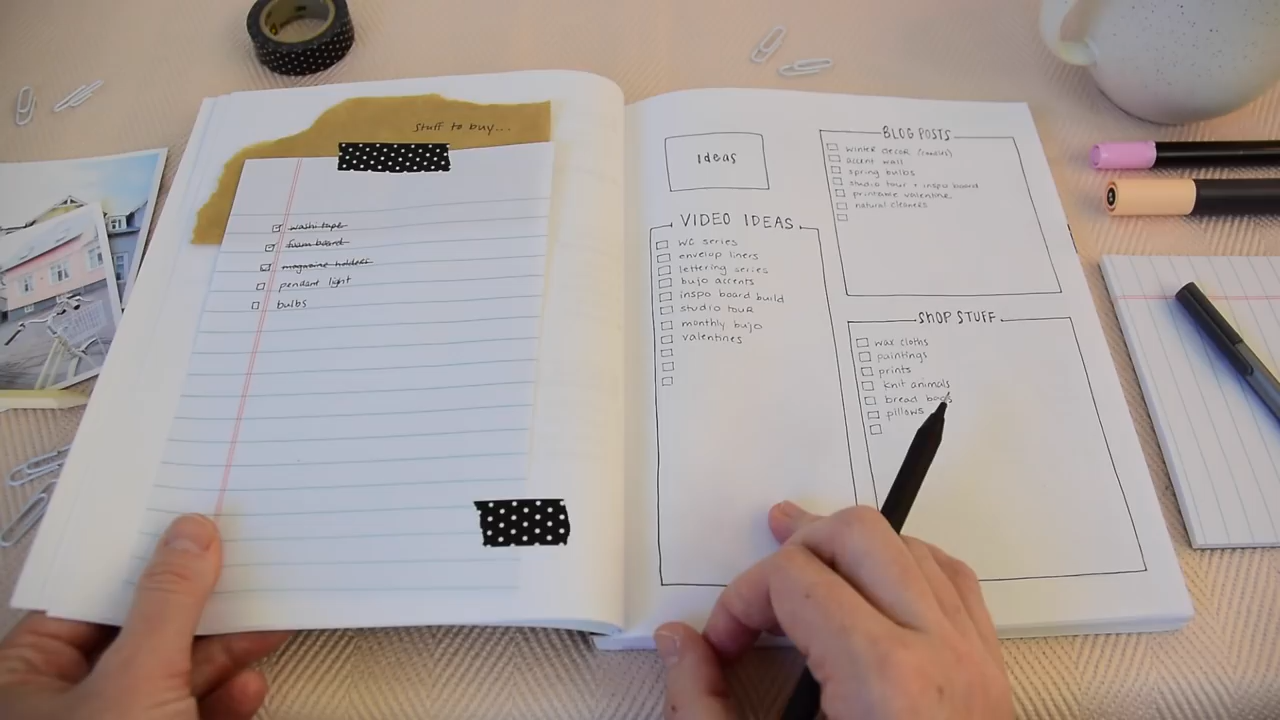 stuff to buy...
washi tape
foam board
magazine holders
pendant light
bulbs
Ideas
VIDEO IDEAS
WC series
envelop liners
lettering series
bujo accents
inspo board build
studio tour
monthly bujo
valentines
BLOG POSTS
winter decor (candles)
accent wall
spring bulbs
studio tour + inspo board
printable valentine
natural cleaners
SHOP STUFF
wax cloths
paintings
prints
knit animals
bread bags
pillows